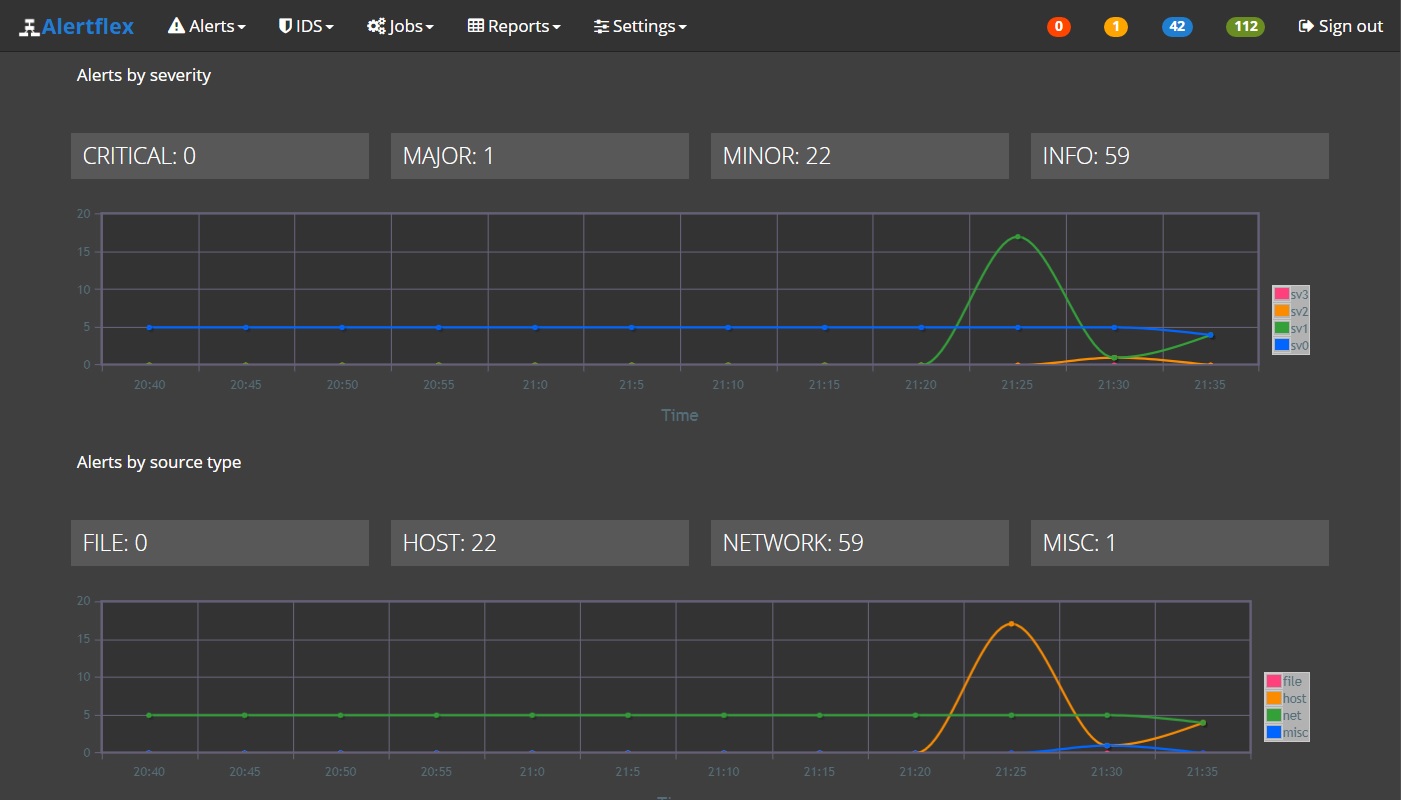 Alertflex Alerts IDS Jobs Reports Settings 0 1 42 112 Sign out
Alerts by severity
CRITICAL: 0 MAJOR: 1 MINOR: 22 INFO: 59
20
15
10
5
0
sv3
sv2
sv1
sv0
20:40 20:45 20:50 20:55 21:0 21:5 21:10 21:15 21:20 21:25 21:30 21:35
Time
Alerts by source type
FILE: 0 HOST: 22 NETWORK: 59 MISC: 1
20
15
10
5
0
file
host
net
misc
20:40 20:45 20:50 20:55 21:0 21:5 21:10 21:15 21:20 21:25 21:30 21:35